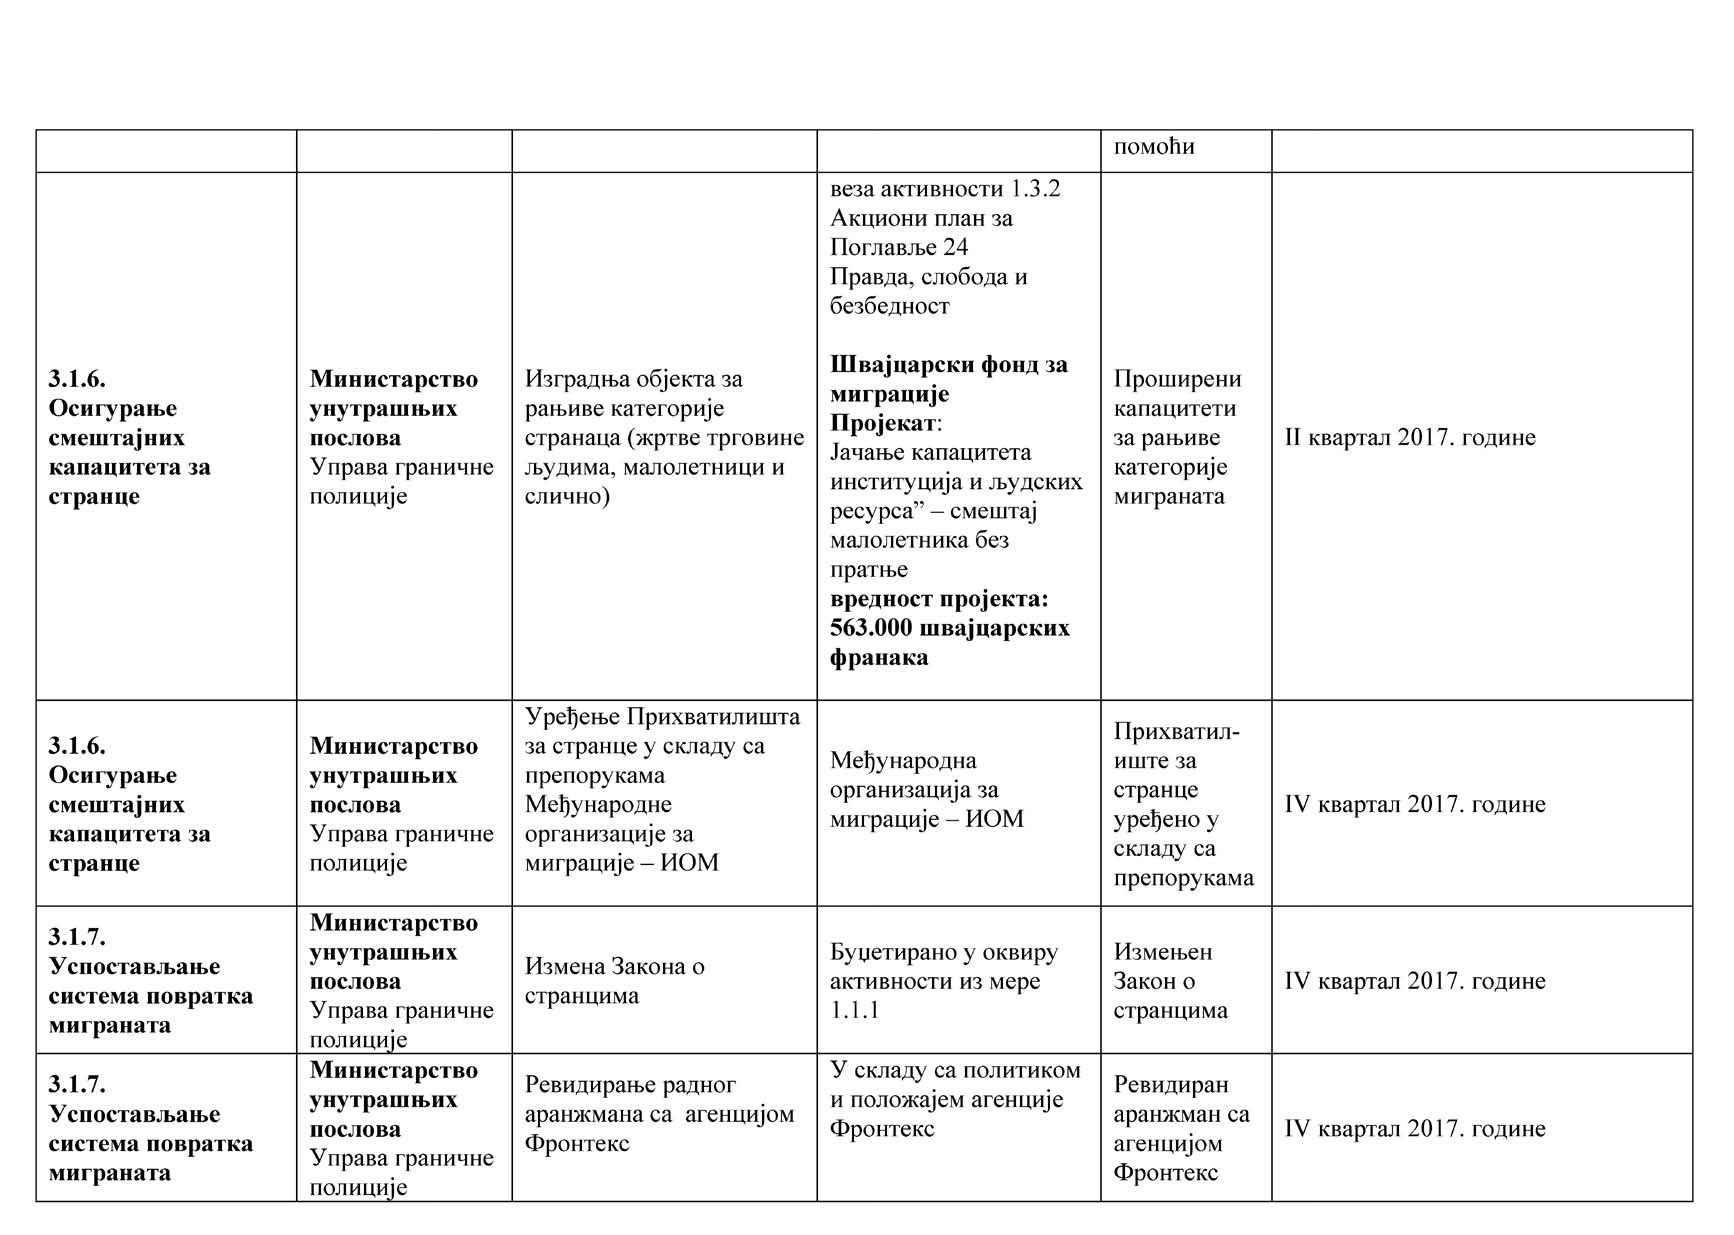 помоћи
3.1.6.
Осигурање
смештајних
капацитета за
странце
Министарство
унутрашњих
послова
Управа граничне
полиције
Изградња објекта за
рањиве категорије
странаца (жртве трговине
људима, малолетници и
слично)
веза активности 1.3.2
Акциони план за
Поглавље 24
Правда, слобода и
безбедност
Швајцарски фонд за
миграције
Пројекат:
Јачање капацитета
институција и људских
ресурса” – смештај
малолетника без
пратње
вредност пројекта:
563.000 швајцарских
франака
Проширени
капацитети
за рањиве
категорије
миграната
II квартал 2017. године
3.1.6.
Осигурање
смештајних
капацитета за
странце
Министарство
унутрашњих
послова
Управа граничне
полиције
Уређење Прихватилишта
за странце у складу са
препорукама
Међународне
организације за
миграције – ИОМ
Међународна
организација за
миграције – ИОМ
Прихватил-
иште за
странце
уређено у
складу са
препорукама
IV квартал 2017. године
3.1.7.
Успостављање
система повратка
миграната
Министарство
унутрашњих
послова
Управа граничне
полиције
Измена Закона о
странцима
Буџетирано у оквиру
активности из мере
1.1.1
Измењен
Закон о
странцима
IV квартал 2017. године
3.1.7.
Успостављање
система повратка
миграната
Министарство
унутрашњих
послова
Управа граничне
полиције
Ревидирање радног
аранжмана са  агенцијом
Фронтекс
У складу са политиком
и положајем агенције
Фронтекс
Ревидиран
аранжман са
агенцијом
Фронтекс
IV квартал 2017. године